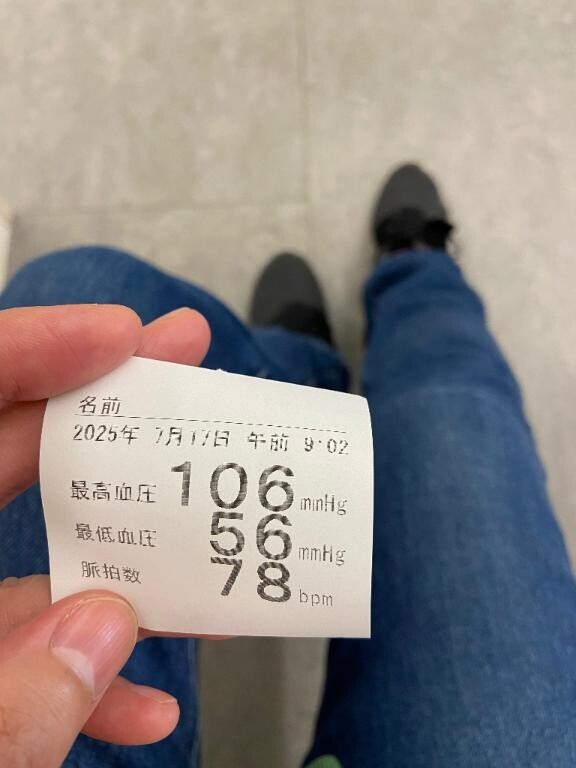 名前
2025年 7月17日 午前 9:02
最高血圧 106 mmHg
最低血圧 56 mmHg
脈拍数 78 bpm